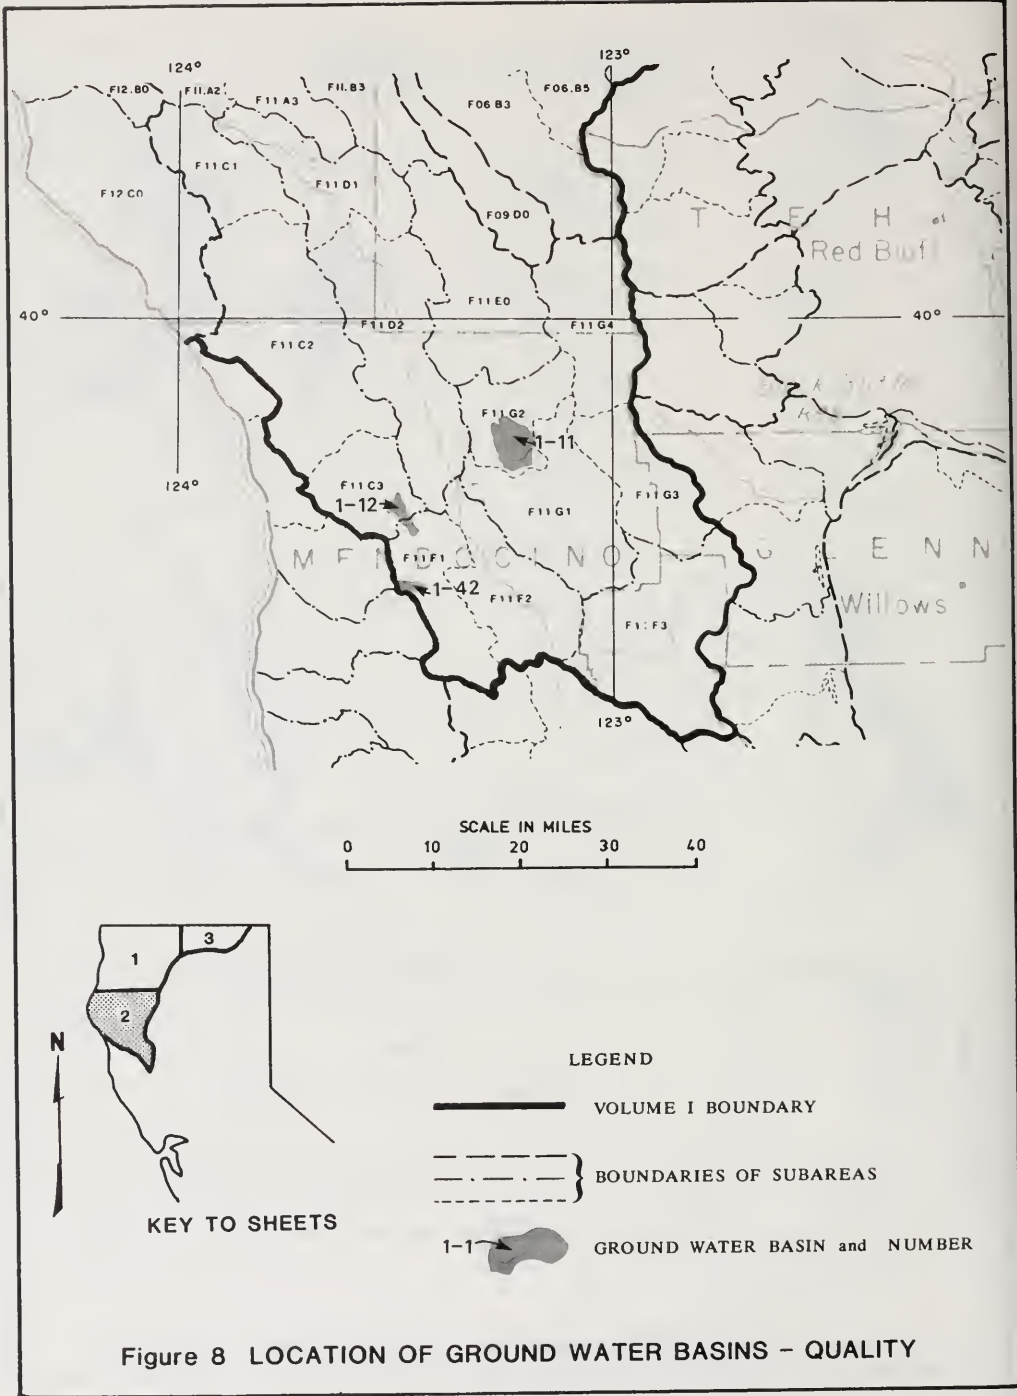 124°
123°
F12.B0
F11.A2
F11 A3
F11.B3
F06 B3
F06.B5
F11 C1
F12 C0
F11 D1
F09 D0
T E H
Red Bluff
F11 E0
40°
40°
F11 D2
F11 G4
F11 C2
F11 G2
1-11
124°
F11 C3
1-12
F11 G3
F11 G1
MENDOCINO
GLENN
F11 F1
1-42
F11 F2
Willows
F11 F3
123°
SCALE IN MILES
0 10 20 30 40
1
3
2
N
KEY TO SHEETS
LEGEND
VOLUME I BOUNDARY
BOUNDARIES OF SUBAREAS
1-1
GROUND WATER BASIN and NUMBER
Figure 8 LOCATION OF GROUND WATER BASINS - QUALITY